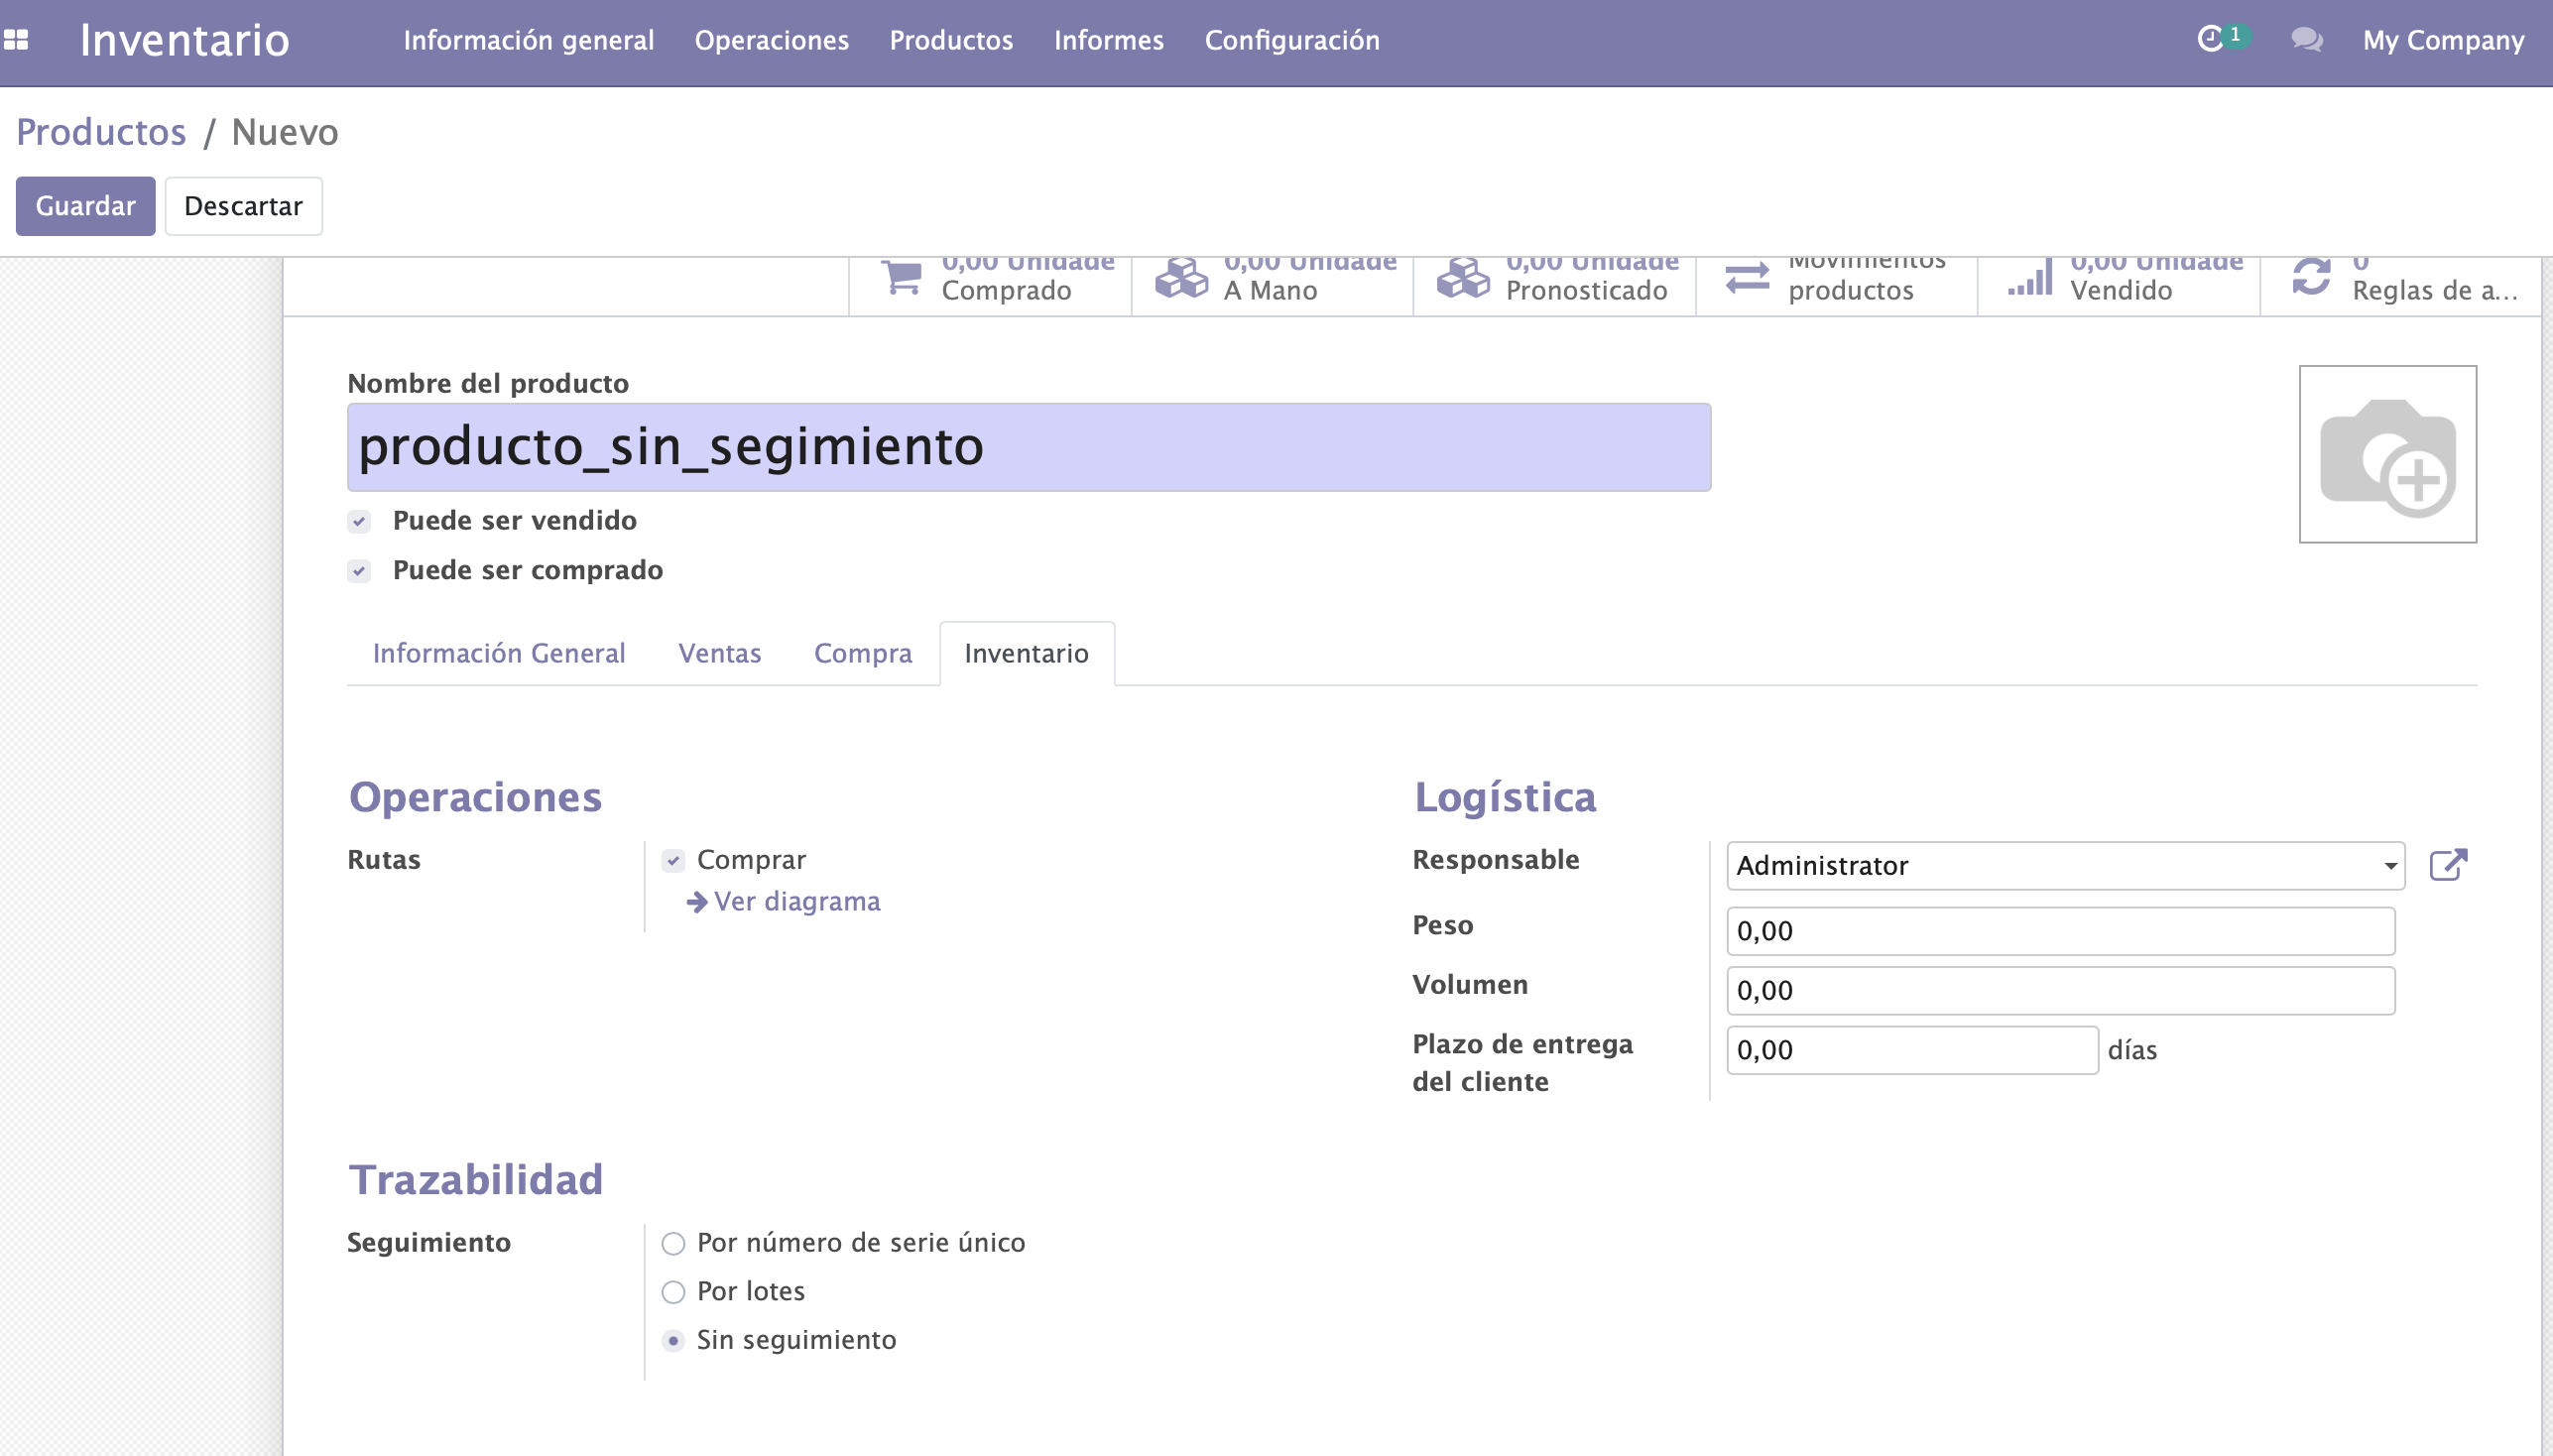 Inventario Información general Operaciones Productos Informes Configuración 1 My Company
Productos / Nuevo
Guardar Descartar
0,00 Unidade 0,00 Unidade 0,00 Unidade Movimientos 0,00 Unidade 0
Comprado A Mano Pronosticado productos Vendido Reglas de a...
Nombre del producto
producto_sin_segimiento
Puede ser vendido
Puede ser comprado
Información General Ventas Compra Inventario
Operaciones Logística
Rutas Comprar Responsable Administrator
Ver diagrama
Peso 0,00
Volumen 0,00
Plazo de entrega 0,00 días
del cliente
Trazabilidad
Seguimiento Por número de serie único
Por lotes
Sin seguimiento